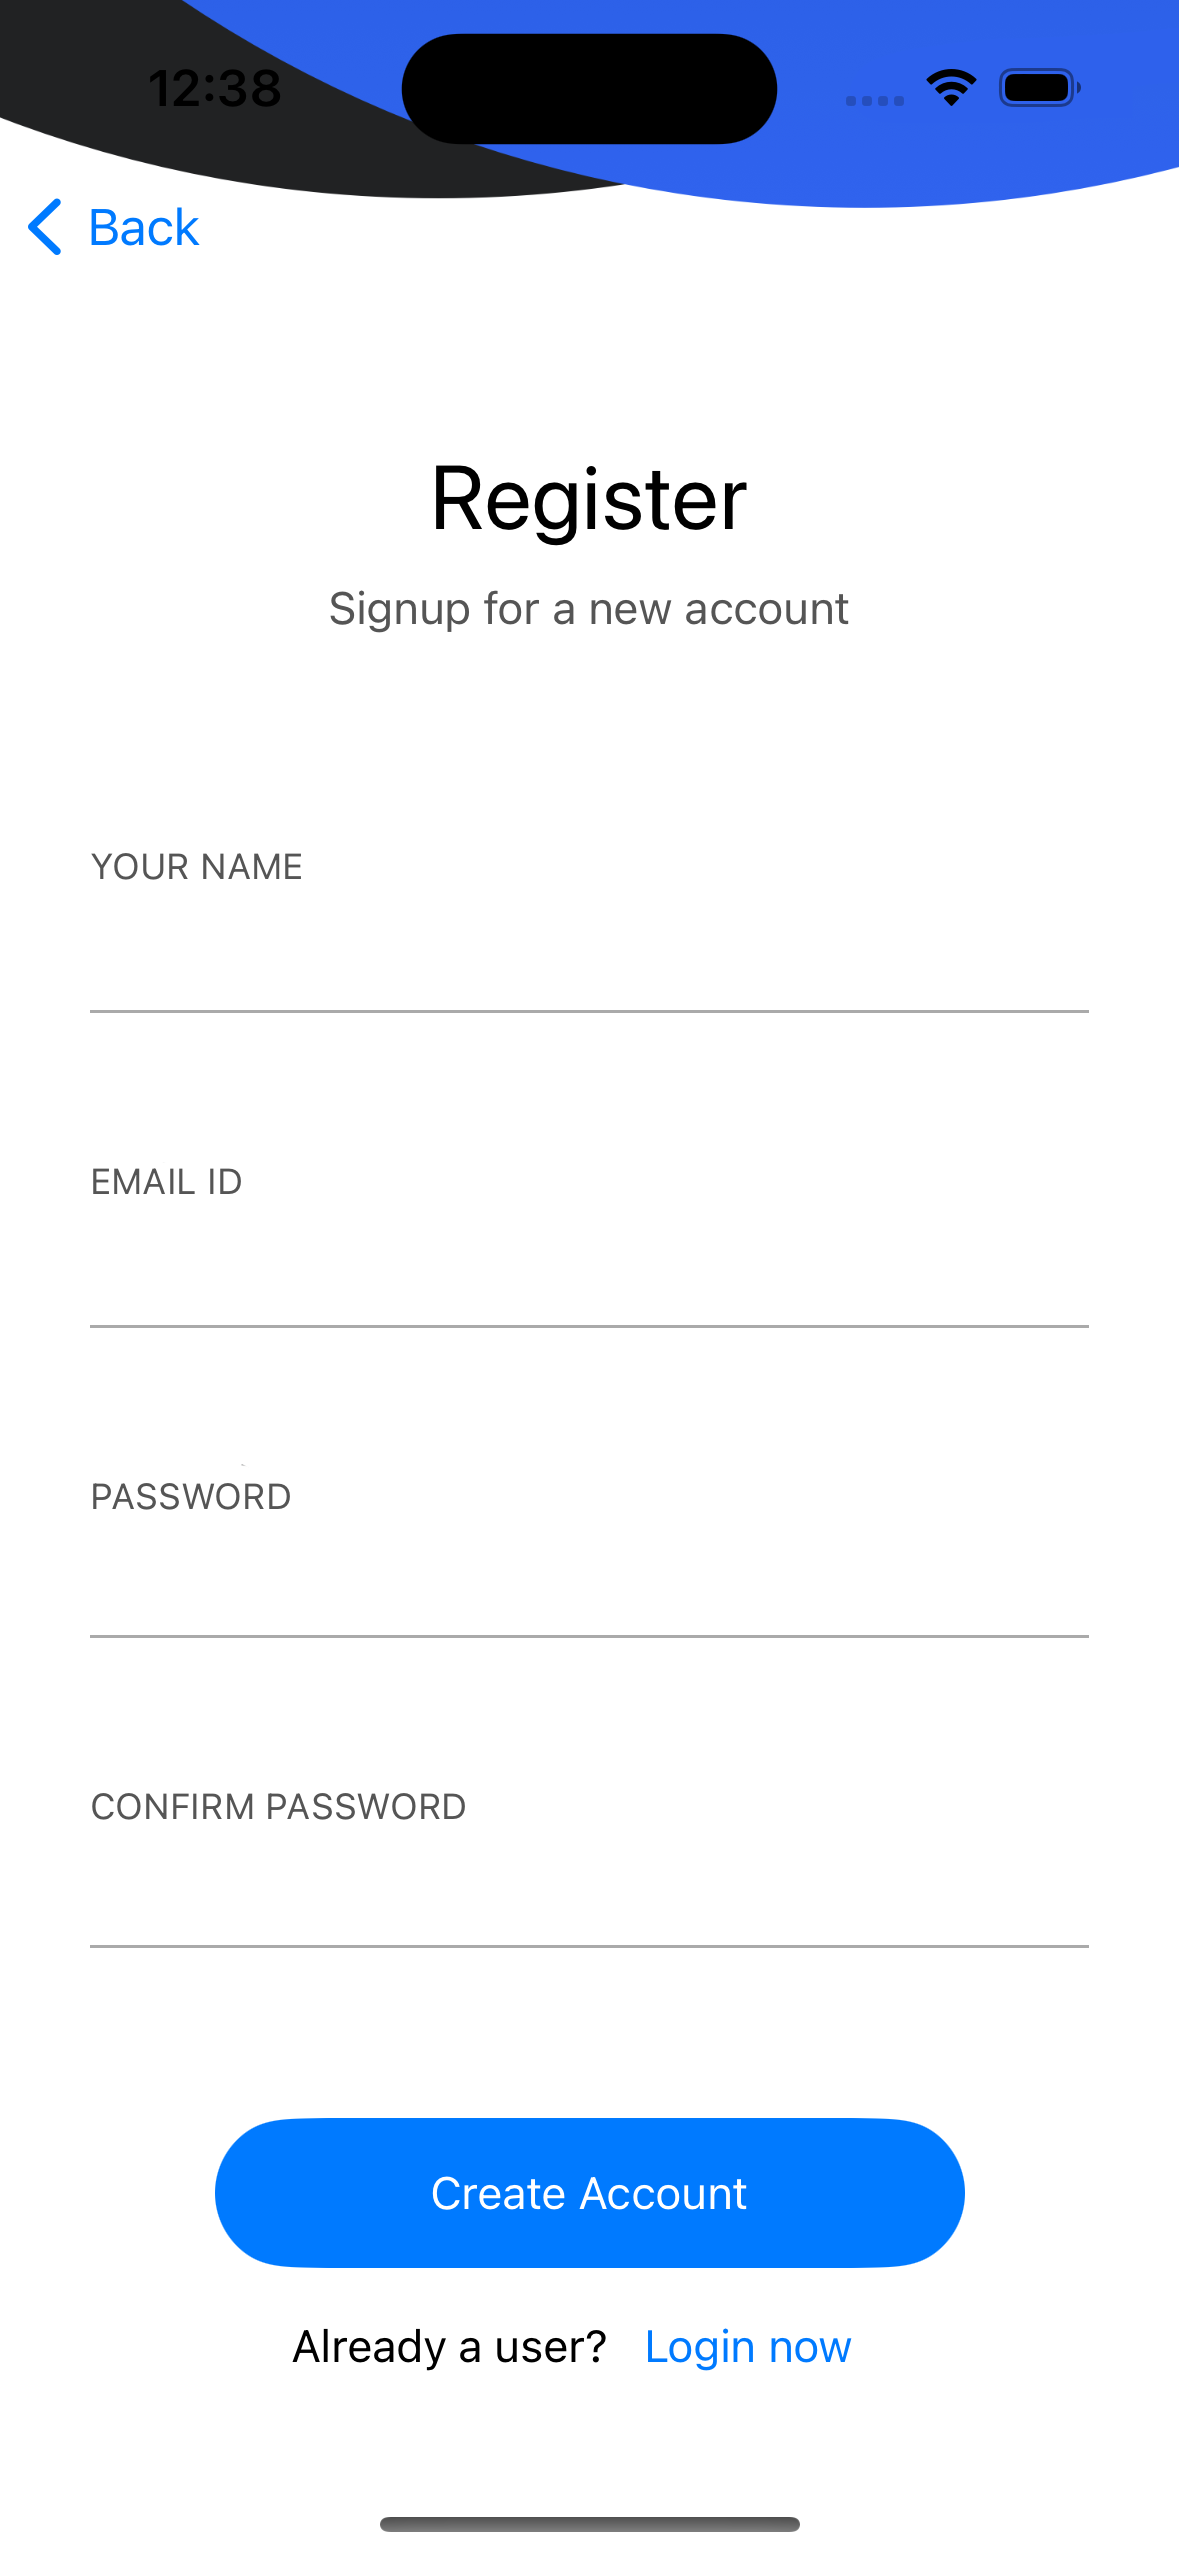 12:38
Back
Register
Signup for a new account
YOUR NAME
EMAIL ID
PASSWORD
CONFIRM PASSWORD
Create Account
Already a user? Login now